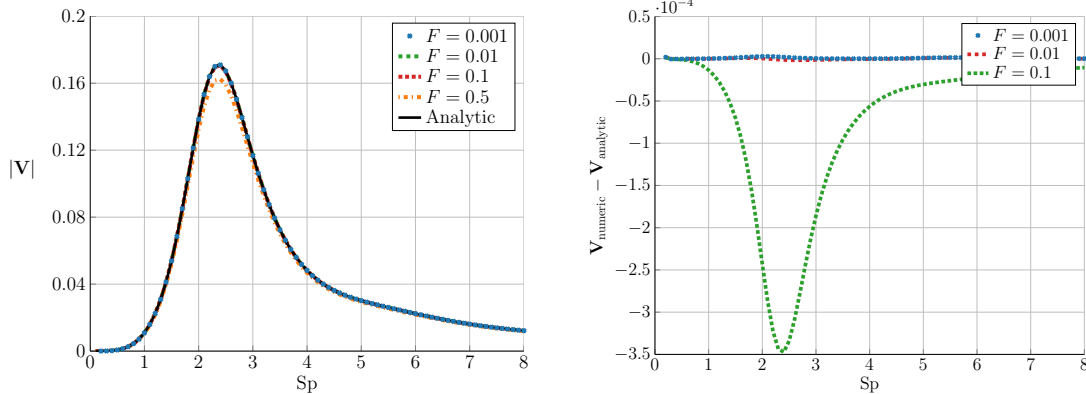 0.2
0.16
0.12
0.08
0.04
0
|V|
F = 0.001
F = 0.01
F = 0.1
F = 0.5
Analytic
0 1 2 3 4 5 6 7 8
Sp
·10⁻⁴
0.5
0
−0.5
−1
−1.5
−2
−2.5
−3
−3.5
V_numeric − V_analytic
F = 0.001
F = 0.01
F = 0.1
0 1 2 3 4 5 6 7 8
Sp